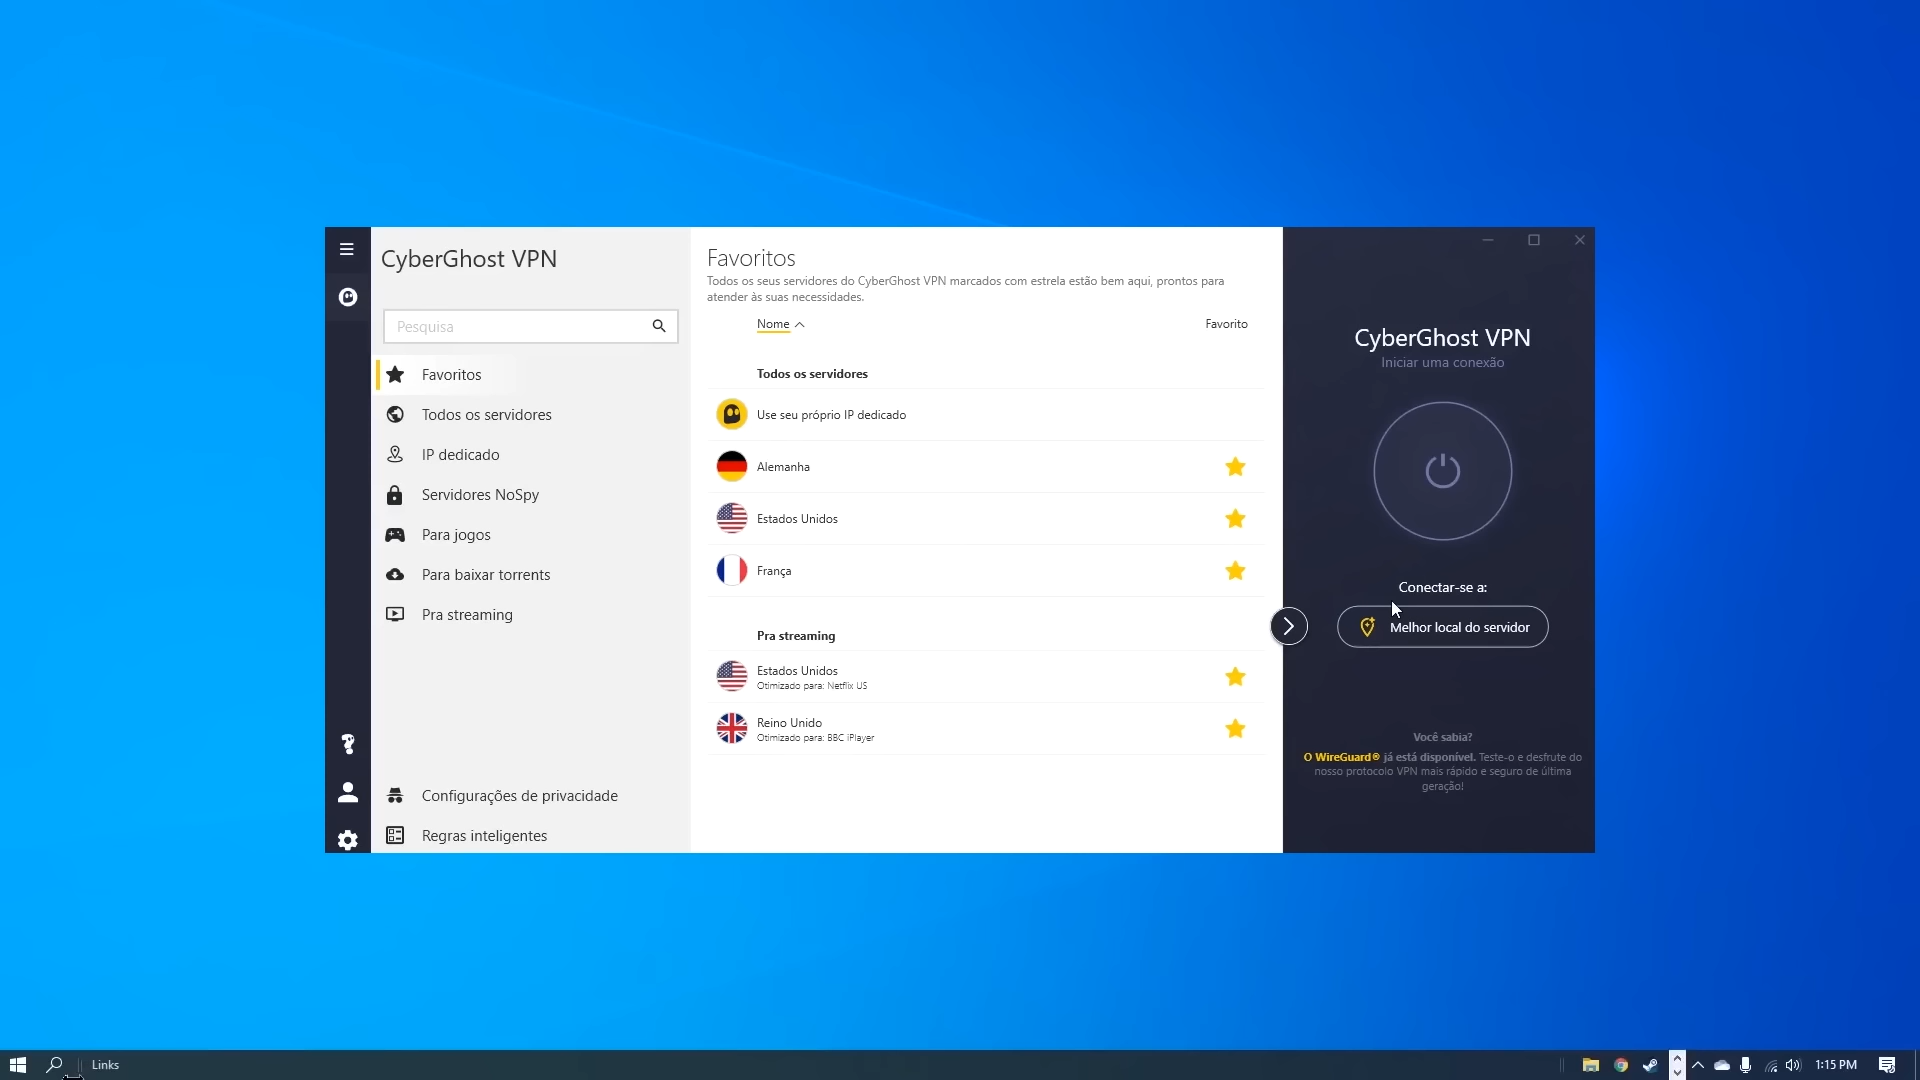 CyberGhost VPN
Pesquisa
Favoritos
Todos os servidores
IP dedicado
Servidores NoSpy
Para jogos
Para baixar torrents
Pra streaming
Configurações de privacidade
Regras inteligentes
Favoritos
Todos os seus servidores do CyberGhost VPN marcados com estrela estão bem aqui, prontos para
atender às suas necessidades.
Nome
Favorito
Todos os servidores
Use seu próprio IP dedicado
Alemanha
Estados Unidos
França
Pra streaming
Estados Unidos
Otimizado para: Netflix US
Reino Unido
Otimizado para: BBC iPlayer
CyberGhost VPN
Iniciar uma conexão
Conectar-se a:
Melhor local do servidor
Você sabia?
O WireGuard® já está disponível. Teste-o e desfrute do
nosso protocolo VPN mais rápido e seguro de última
geração!
Links
1:15 PM